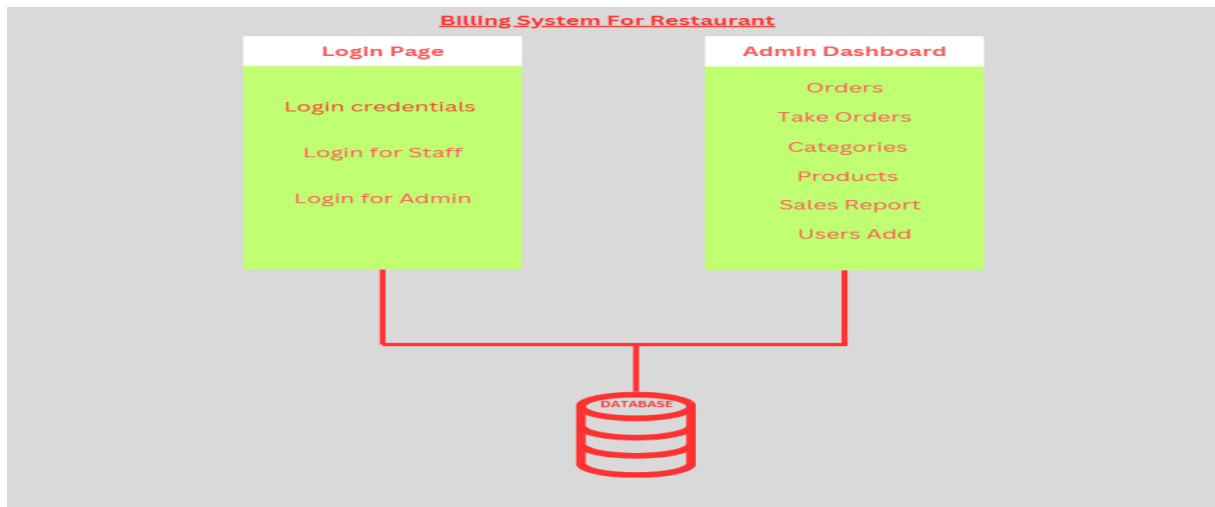 Billing System For Restaurant
Login Page
Login credentials
Login for Staff
Login for Admin
Admin Dashboard
Orders
Take Orders
Categories
Products
Sales Report
Users Add
DATABASE